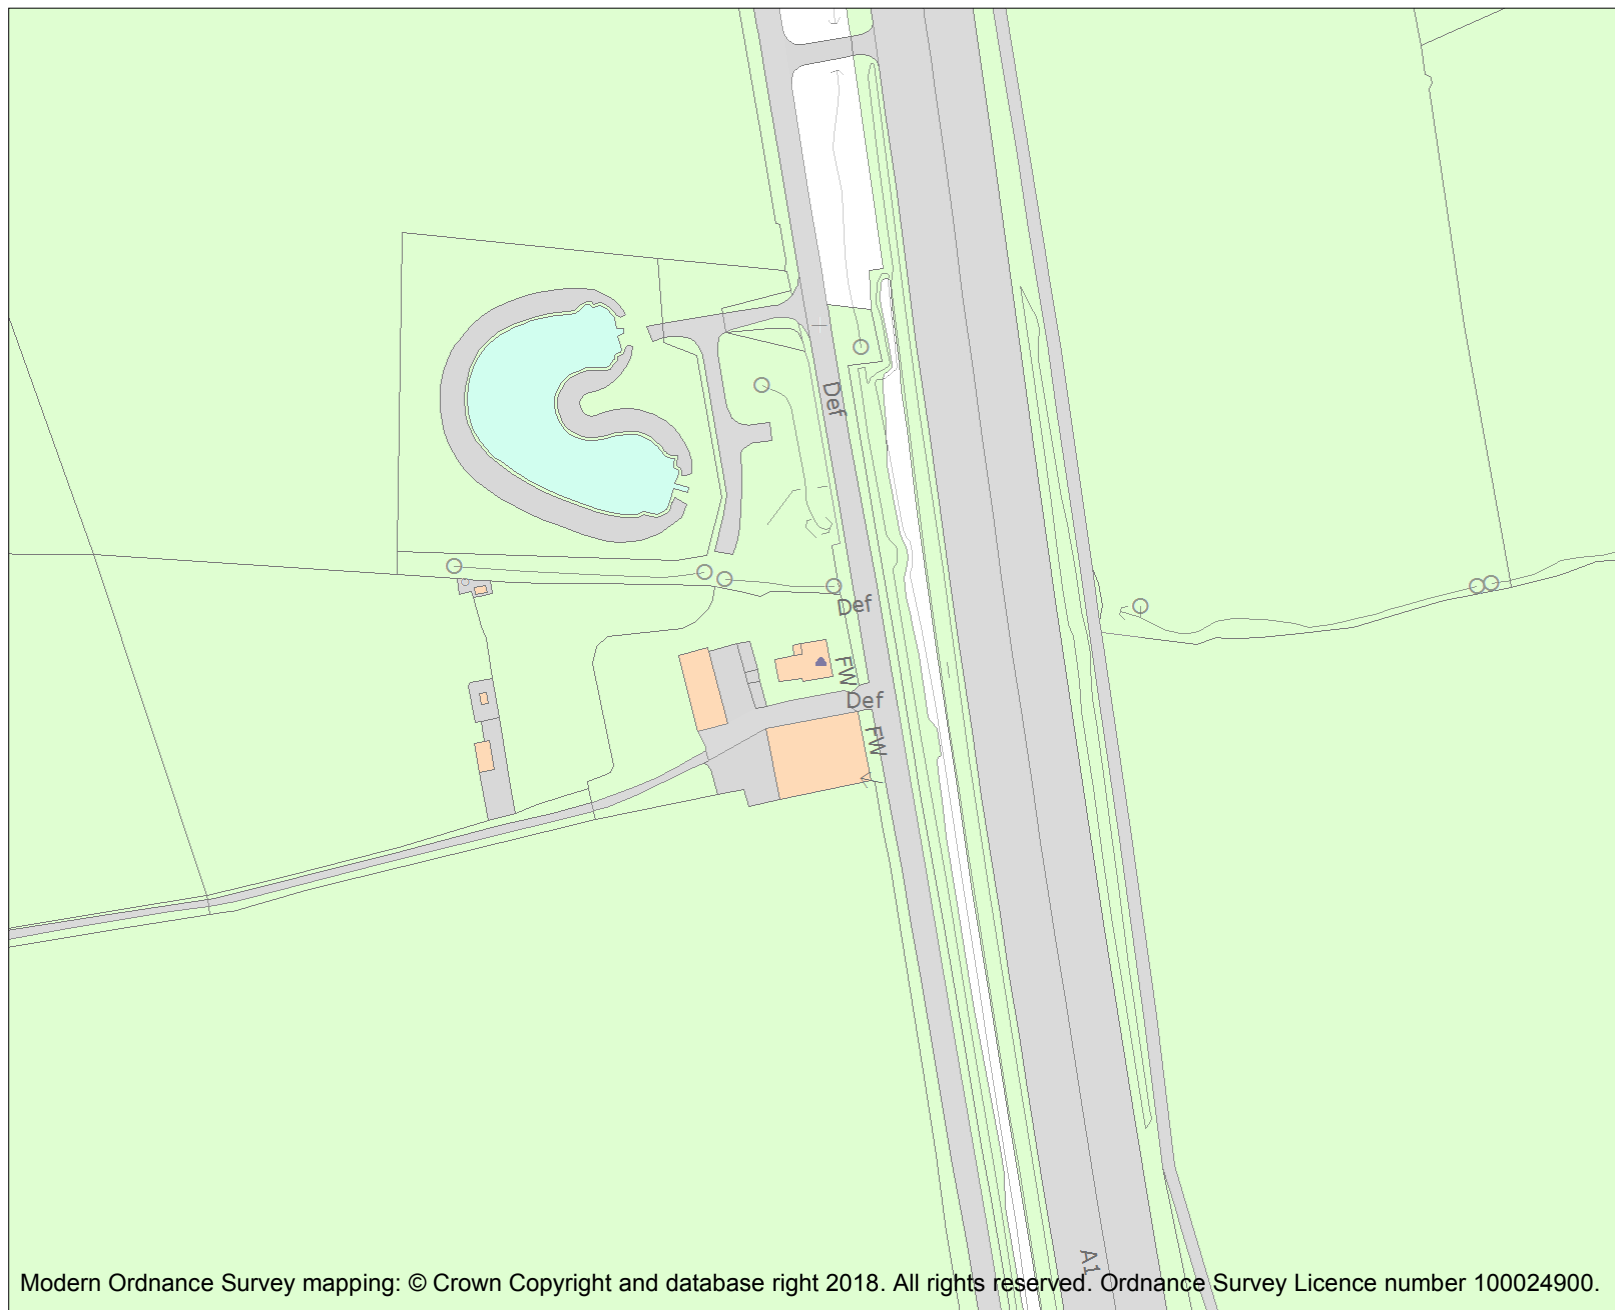 Def
Def
FW
Def
FW
A1
Modern Ordnance Survey mapping: © Crown Copyright and database right 2018. All rights reserved. Ordnance Survey Licence number 100024900.